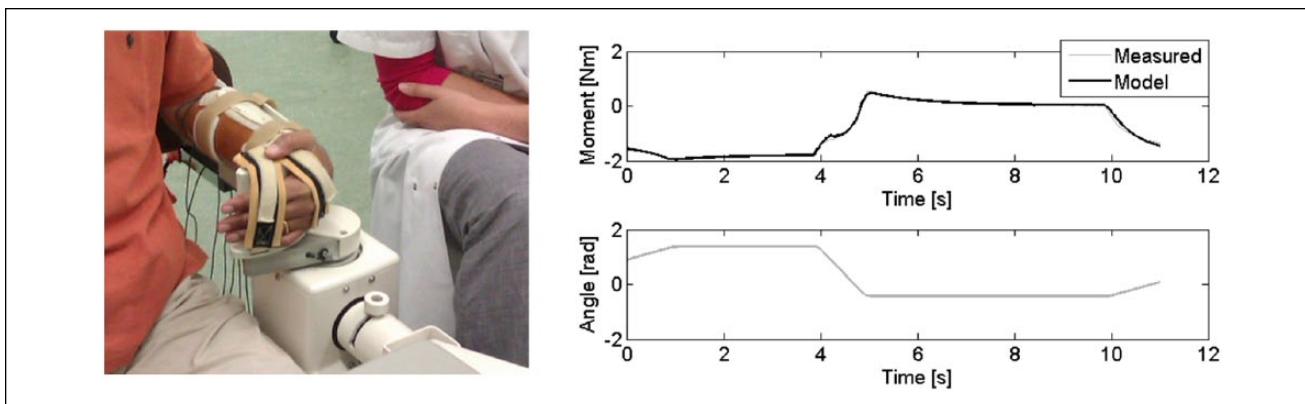 2
0
-2
Moment [Nm]
Measured
Model
0 2 4 6 8 10 12
Time [s]
2
0
-2
Angle [rad]
0 2 4 6 8 10 12
Time [s]